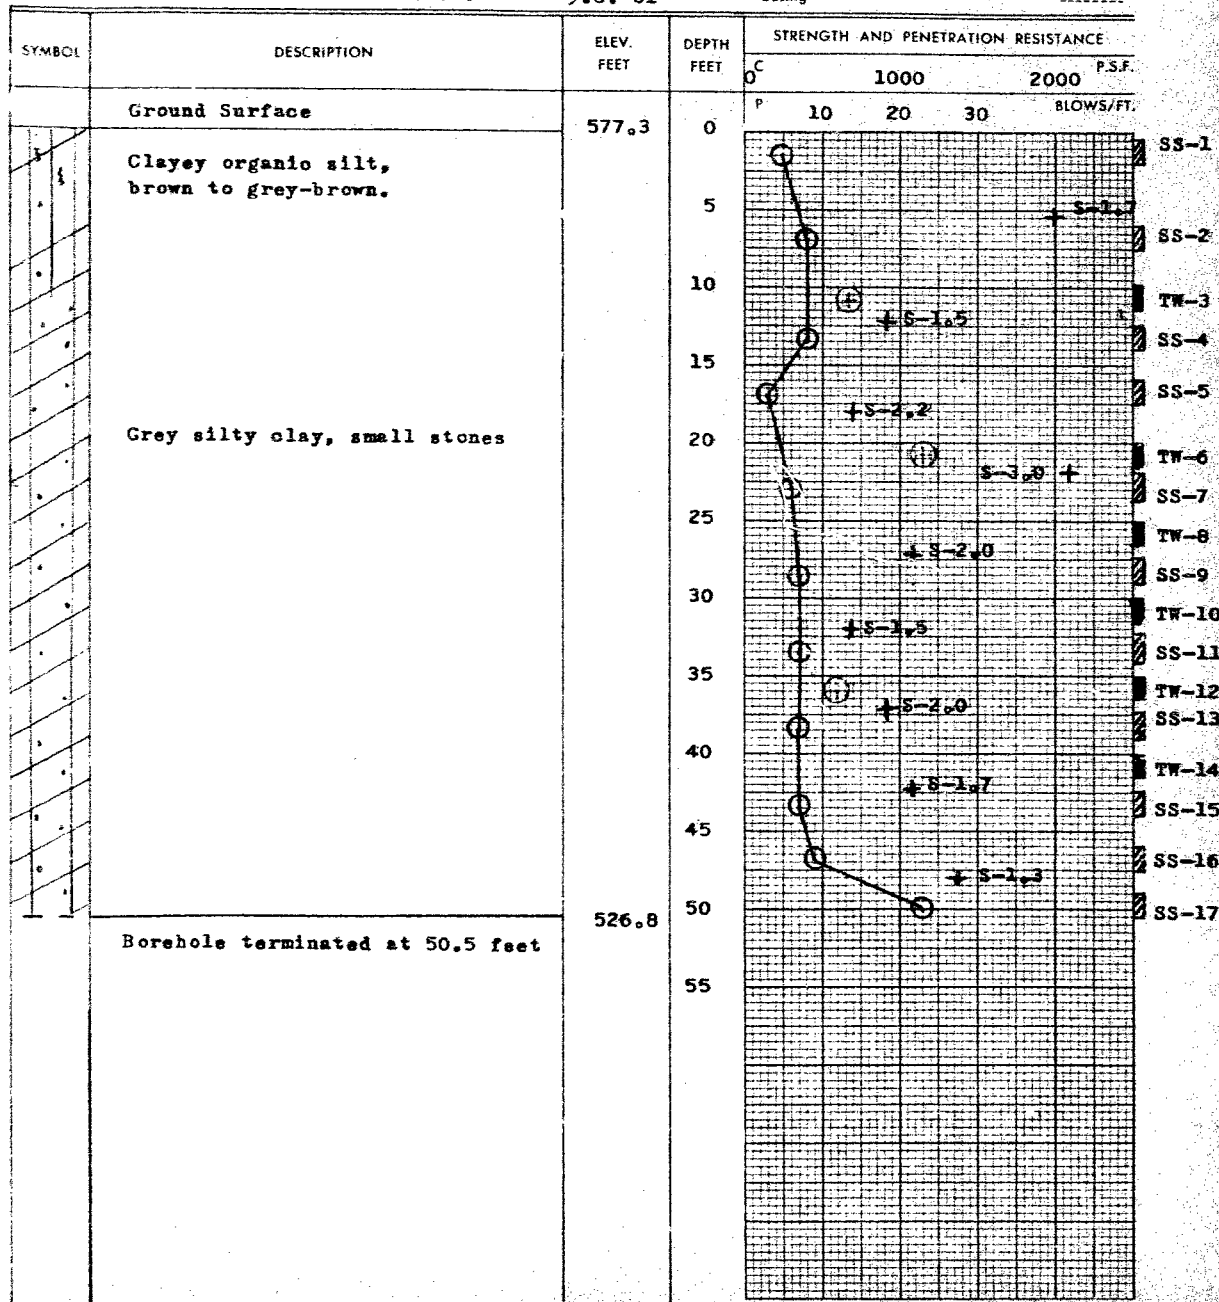 SYMBOL
DESCRIPTION
ELEV.
FEET
DEPTH
FEET
STRENGTH AND PENETRATION RESISTANCE
C
P.S.F.
0 1000 2000
P
BLOWS/FT.
10 20 30
Ground Surface
577.3
0
SS-1
Clayey organic silt,
brown to grey-brown.
5
S-1.7
SS-2
10
TW-3
S-1.5
SS-4
15
SS-5
S-2.2
Grey silty clay, small stones
20
TW-6
S-3.0
SS-7
25
TW-8
S-2.0
SS-9
30
TW-10
S-1.5
SS-11
35
TW-12
S-2.0
SS-13
40
TW-14
S-1.7
SS-15
45
SS-16
S-1.3
50
SS-17
526.8
Borehole terminated at 50.5 feet
55